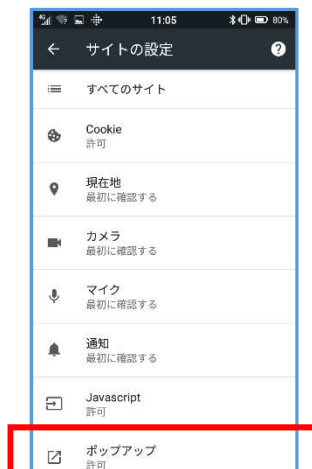 4G 11:05 80%
サイトの設定
すべてのサイト
Cookie
許可
現在地
最初に確認する
カメラ
最初に確認する
マイク
最初に確認する
通知
最初に確認する
Javascript
許可
ポップアップ
許可